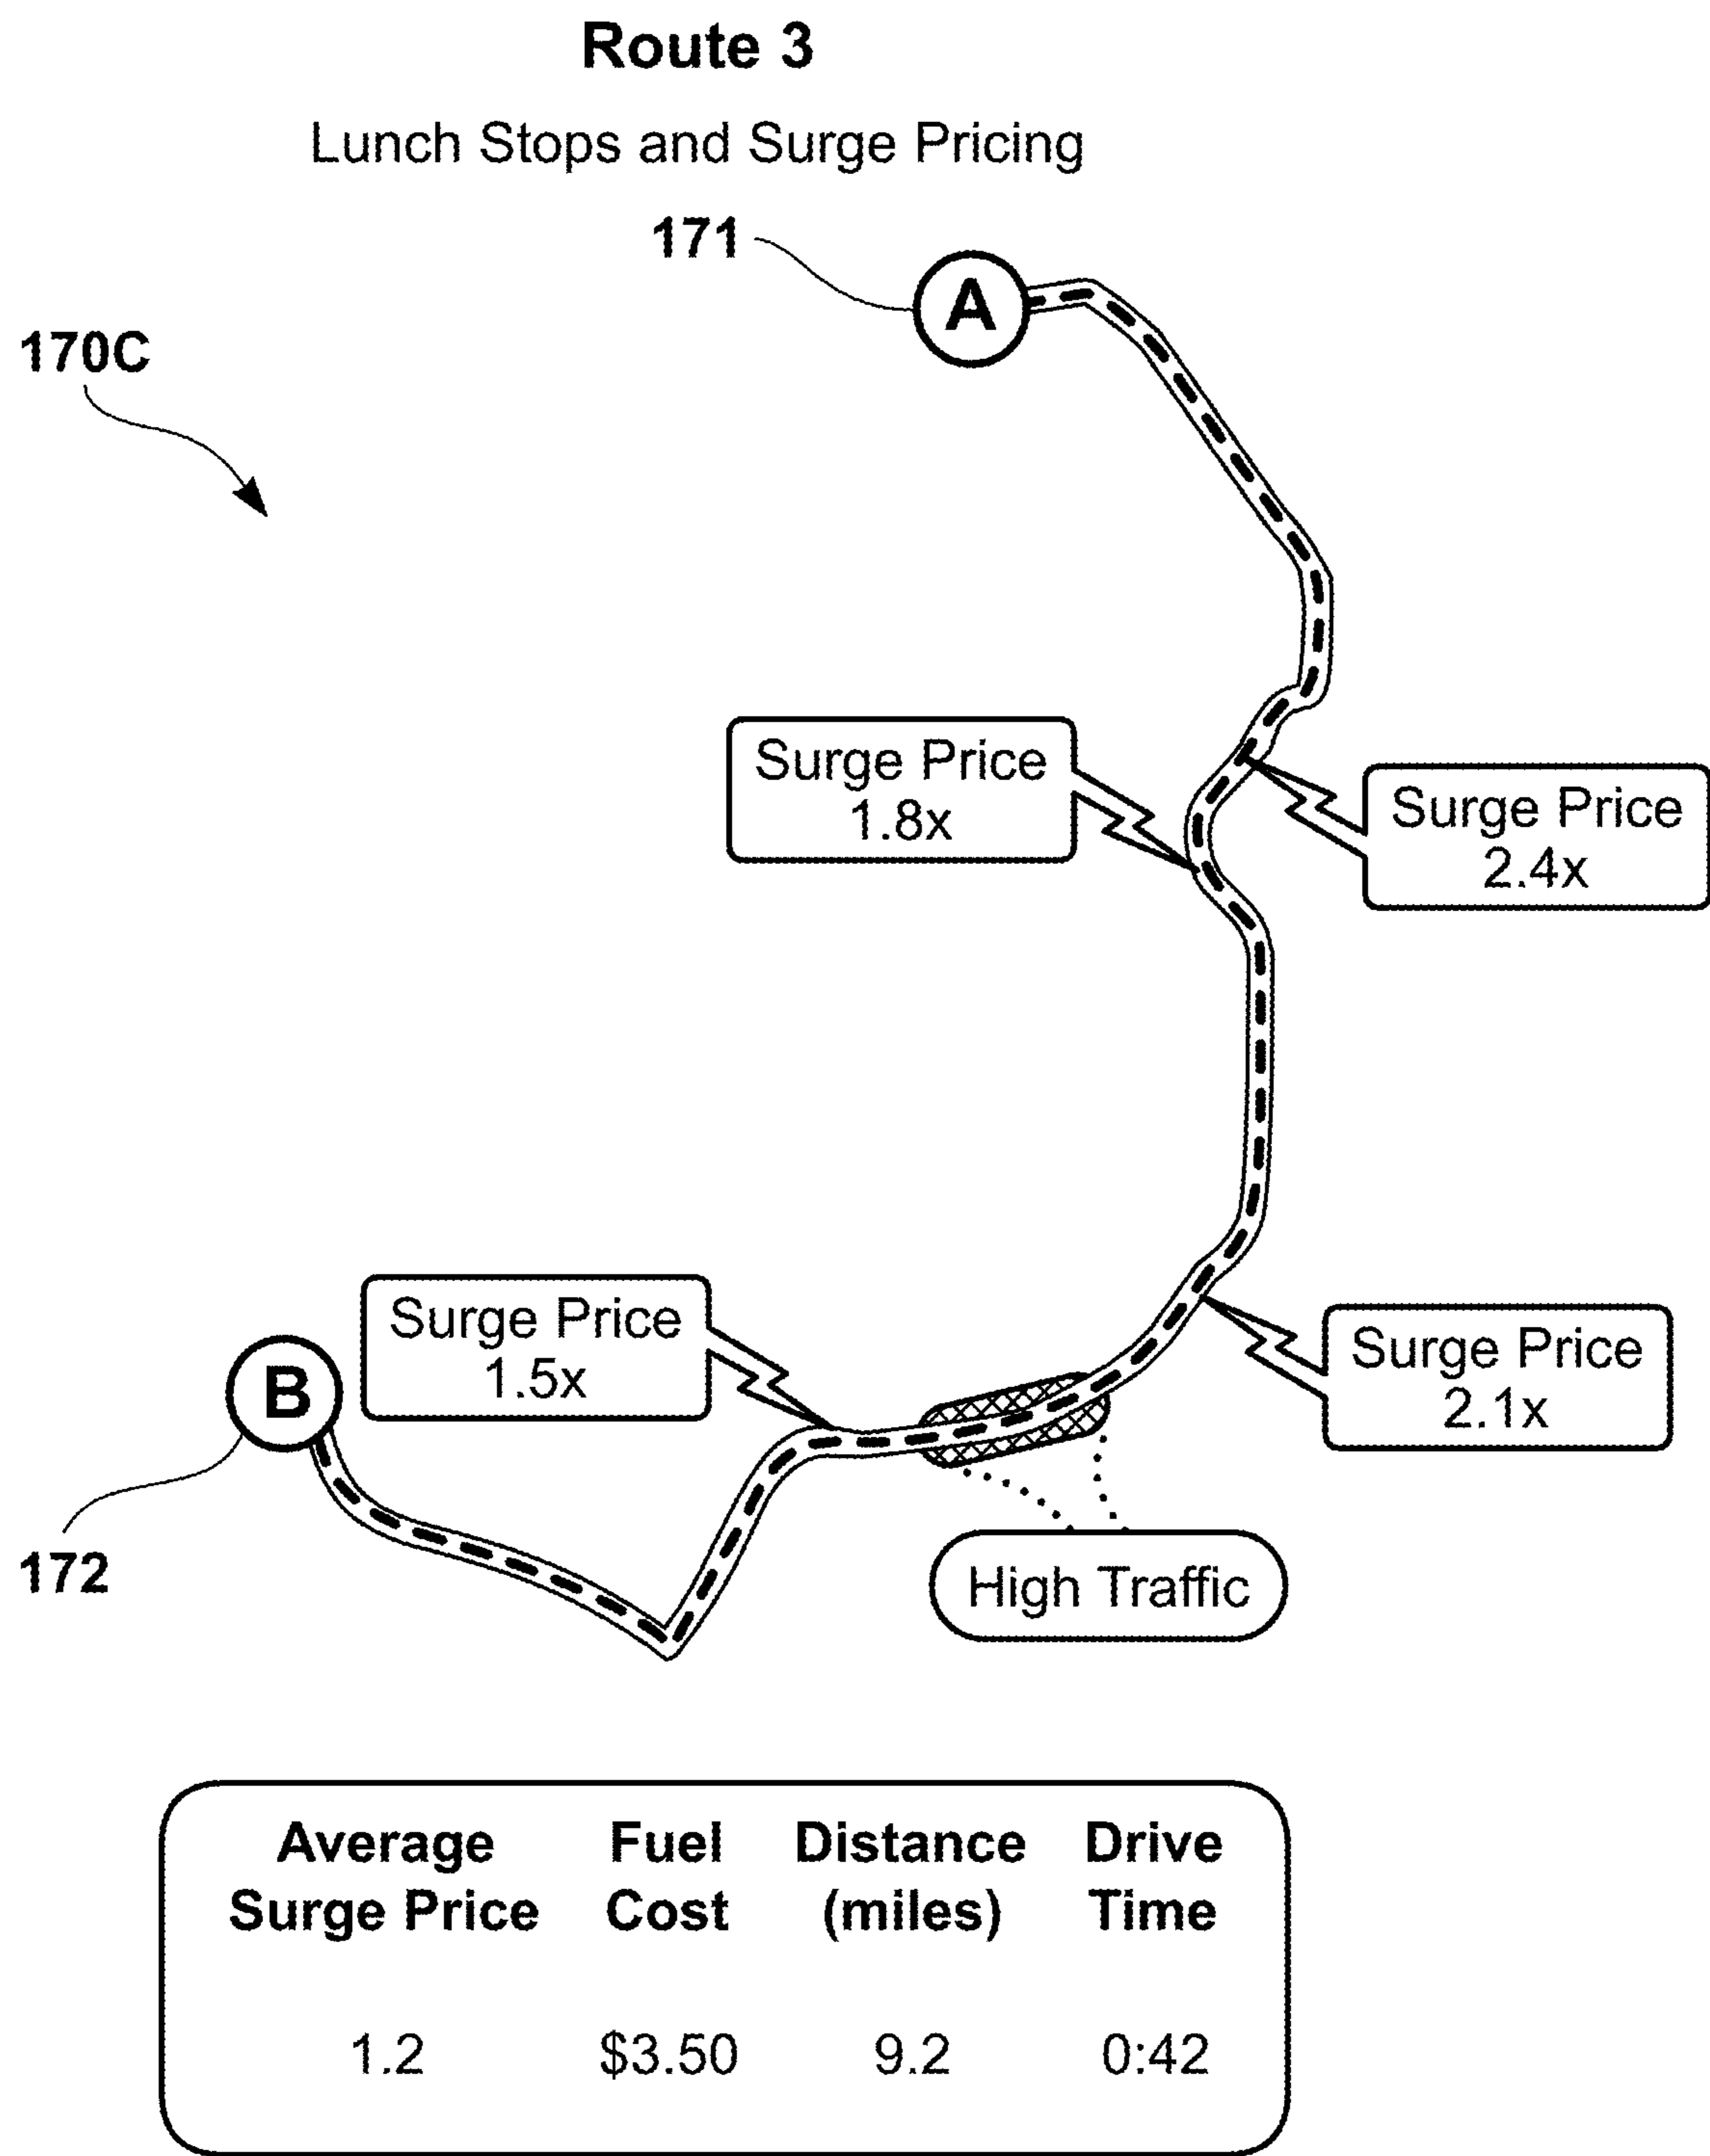 Route 3
Lunch Stops and Surge Pricing
171
A
170C
Surge Price
1.8x
Surge Price
2.4x
Surge Price
1.5x
B
Surge Price
2.1x
172
High Traffic
Average Fuel Distance Drive
Surge Price Cost (miles) Time
1.2 $3.50 9.2 0:42